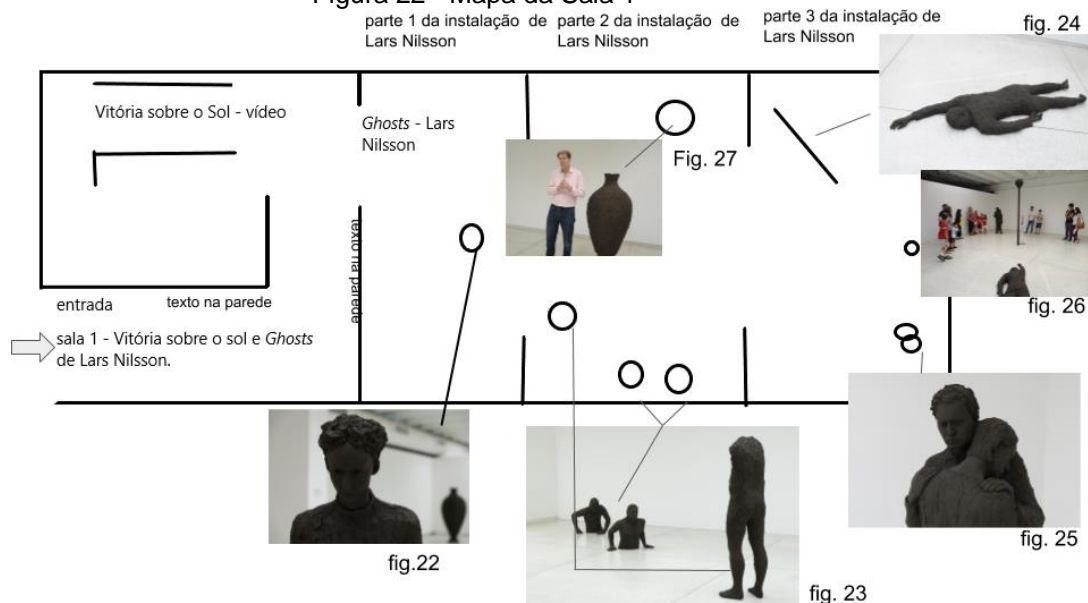 Figura 22 - Mapa da Sala 1
parte 1 da instalação de
Lars Nilsson
parte 2 da instalação de
Lars Nilsson
parte 3 da instalação de
Lars Nilsson
fig. 24
Vitória sobre o Sol - vídeo
Ghosts - Lars
Nilsson
Fig. 27
texto na parede
entrada
texto na parede
fig. 26
sala 1 - Vitória sobre o sol e Ghosts
de Lars Nilsson.
fig. 25
fig.22
fig. 23